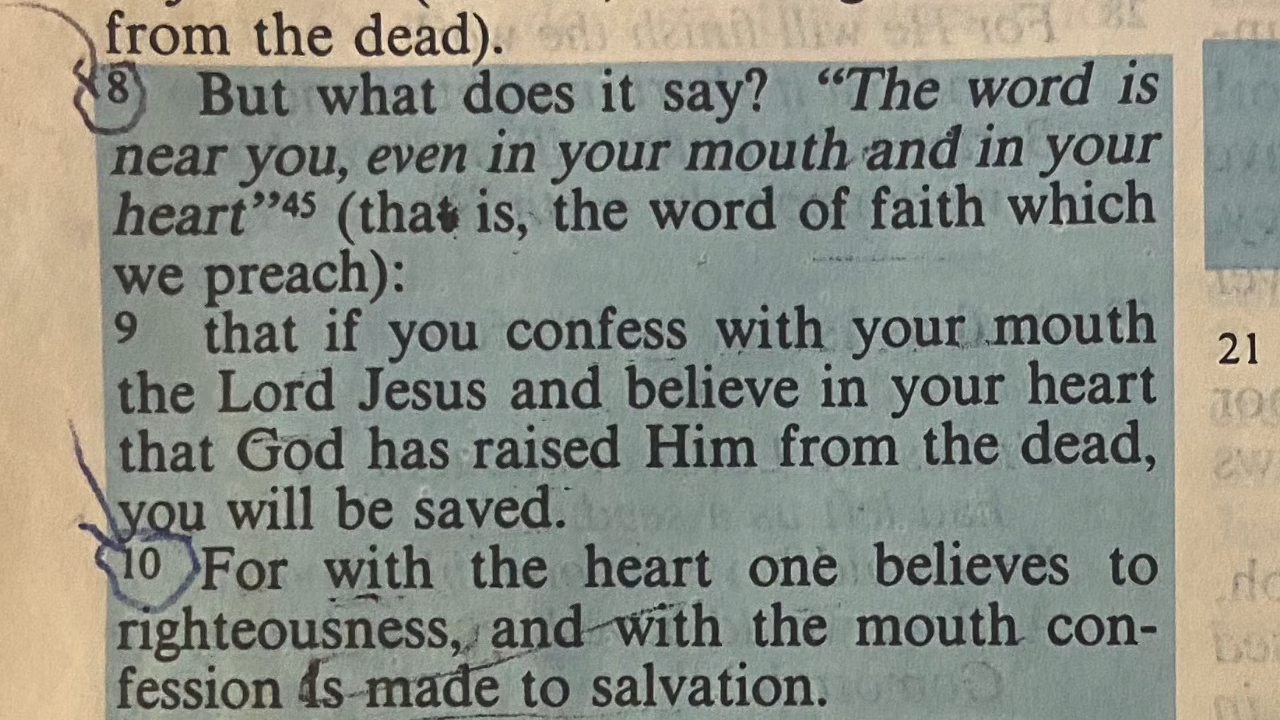 from the dead).
8 But what does it say? “The word is
near you, even in your mouth and in your
heart”45 (that is, the word of faith which
we preach):
9 that if you confess with your mouth
the Lord Jesus and believe in your heart
that God has raised Him from the dead,
you will be saved.
10 For with the heart one believes to
righteousness, and with the mouth con-
fession is made to salvation.
21